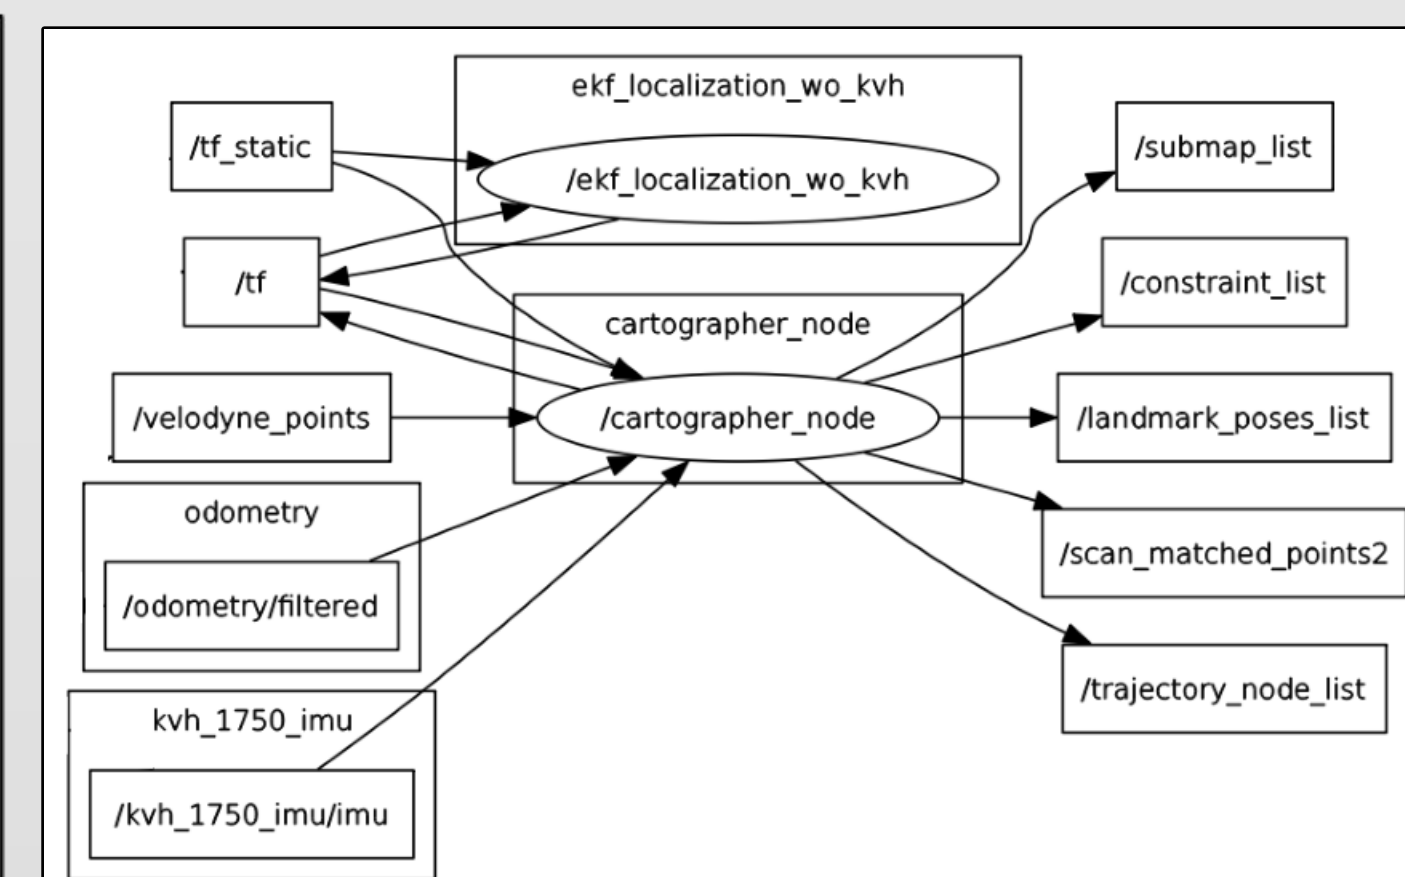 ekf_localization_wo_kvh
/tf_static
/ekf_localization_wo_kvh
/submap_list
/tf
/constraint_list
cartographer_node
/velodyne_points
/cartographer_node
/landmark_poses_list
odometry
/scan_matched_points2
/odometry/filtered
/trajectory_node_list
kvh_1750_imu
/kvh_1750_imu/imu